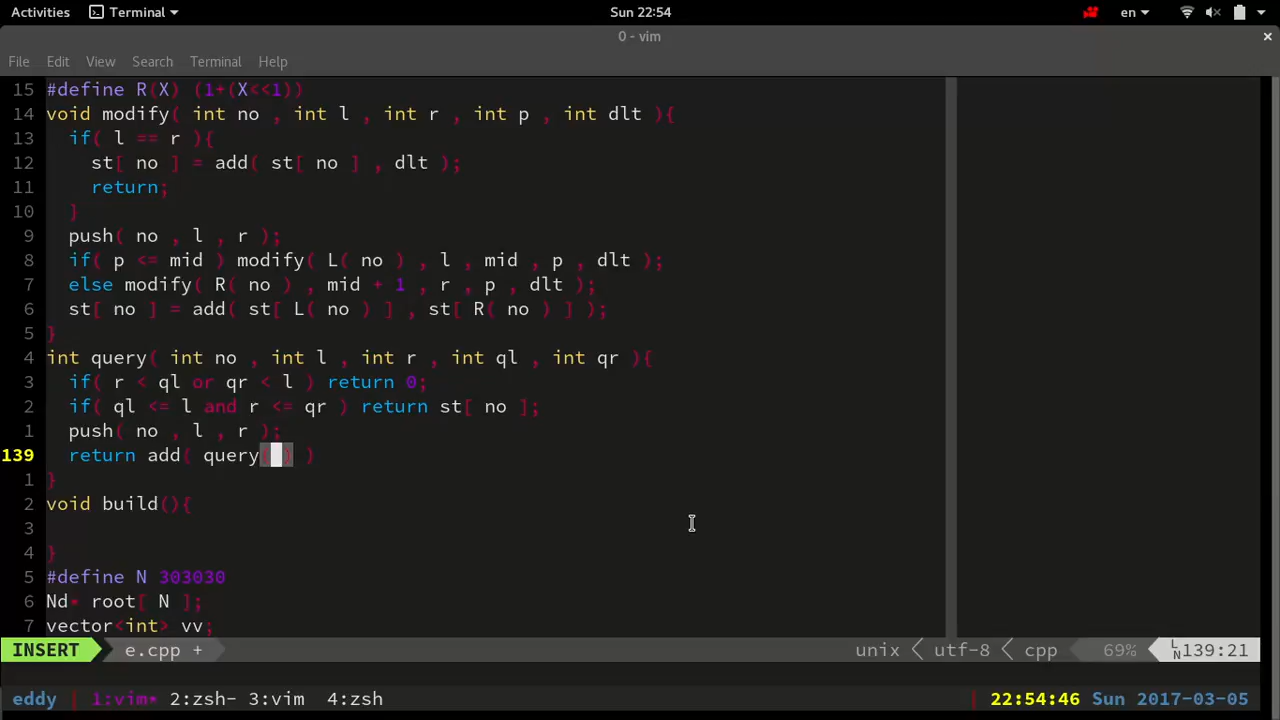 Activities Terminal Sun 22:54 en
0 - vim ×
File Edit View Search Terminal Help
15 #define R(X) (1+(X<<1))
14 void modify( int no , int l , int r , int p , int dlt ){
13 if( l == r ){
12 st[ no ] = add( st[ no ] , dlt );
11 return;
10 }
9 push( no , l , r );
8 if( p <= mid ) modify( L( no ) , l , mid , p , dlt );
7 else modify( R( no ) , mid + 1 , r , p , dlt );
6 st[ no ] = add( st[ L( no ) ] , st[ R( no ) ] );
5 }
4 int query( int no , int l , int r , int ql , int qr ){
3 if( r < ql or qr < l ) return 0;
2 if( ql <= l and r <= qr ) return st[ no ];
1 push( no , l , r );
139 return add( query( ) )
1 }
2 void build(){
3
4 }
5 #define N 303030
6 Nd* root[ N ];
7 vector<int> vv;
INSERT e.cpp + unix utf-8 cpp 69% LN 139:21
eddy 1:vim* 2:zsh- 3:vim 4:zsh 22:54:46 Sun 2017-03-05